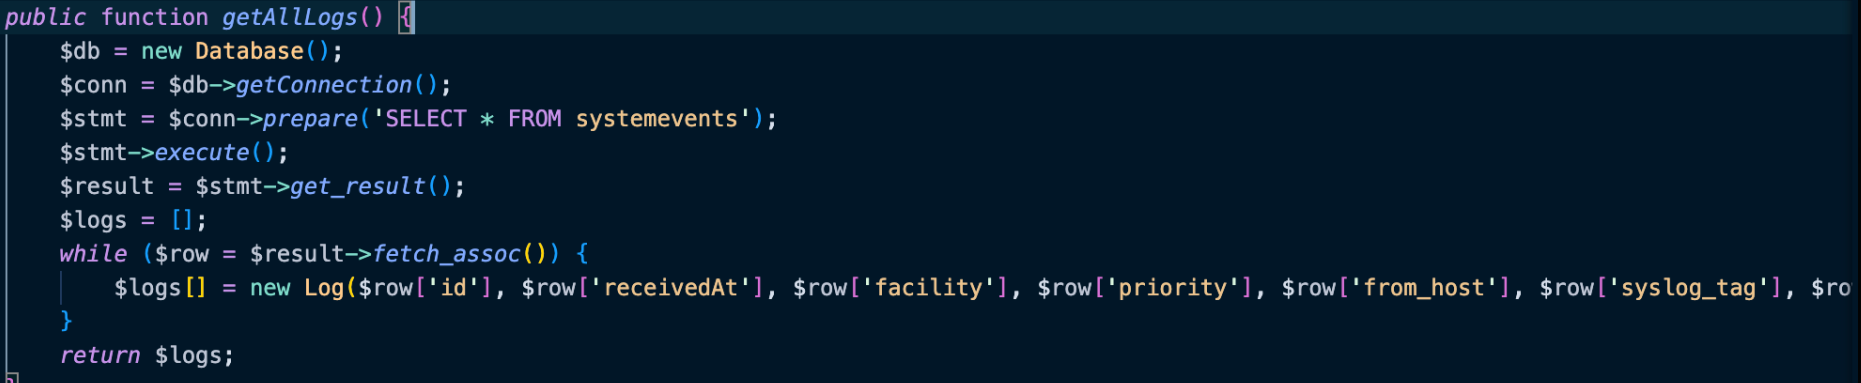 public function getAllLogs() {
    $db = new Database();
    $conn = $db->getConnection();
    $stmt = $conn->prepare('SELECT * FROM systemevents');
    $stmt->execute();
    $result = $stmt->get_result();
    $logs = [];
    while ($row = $result->fetch_assoc()) {
        $logs[] = new Log($row['id'], $row['receivedAt'], $row['facility'], $row['priority'], $row['from_host'], $row['syslog_tag'], $ro
    }
    return $logs;
}